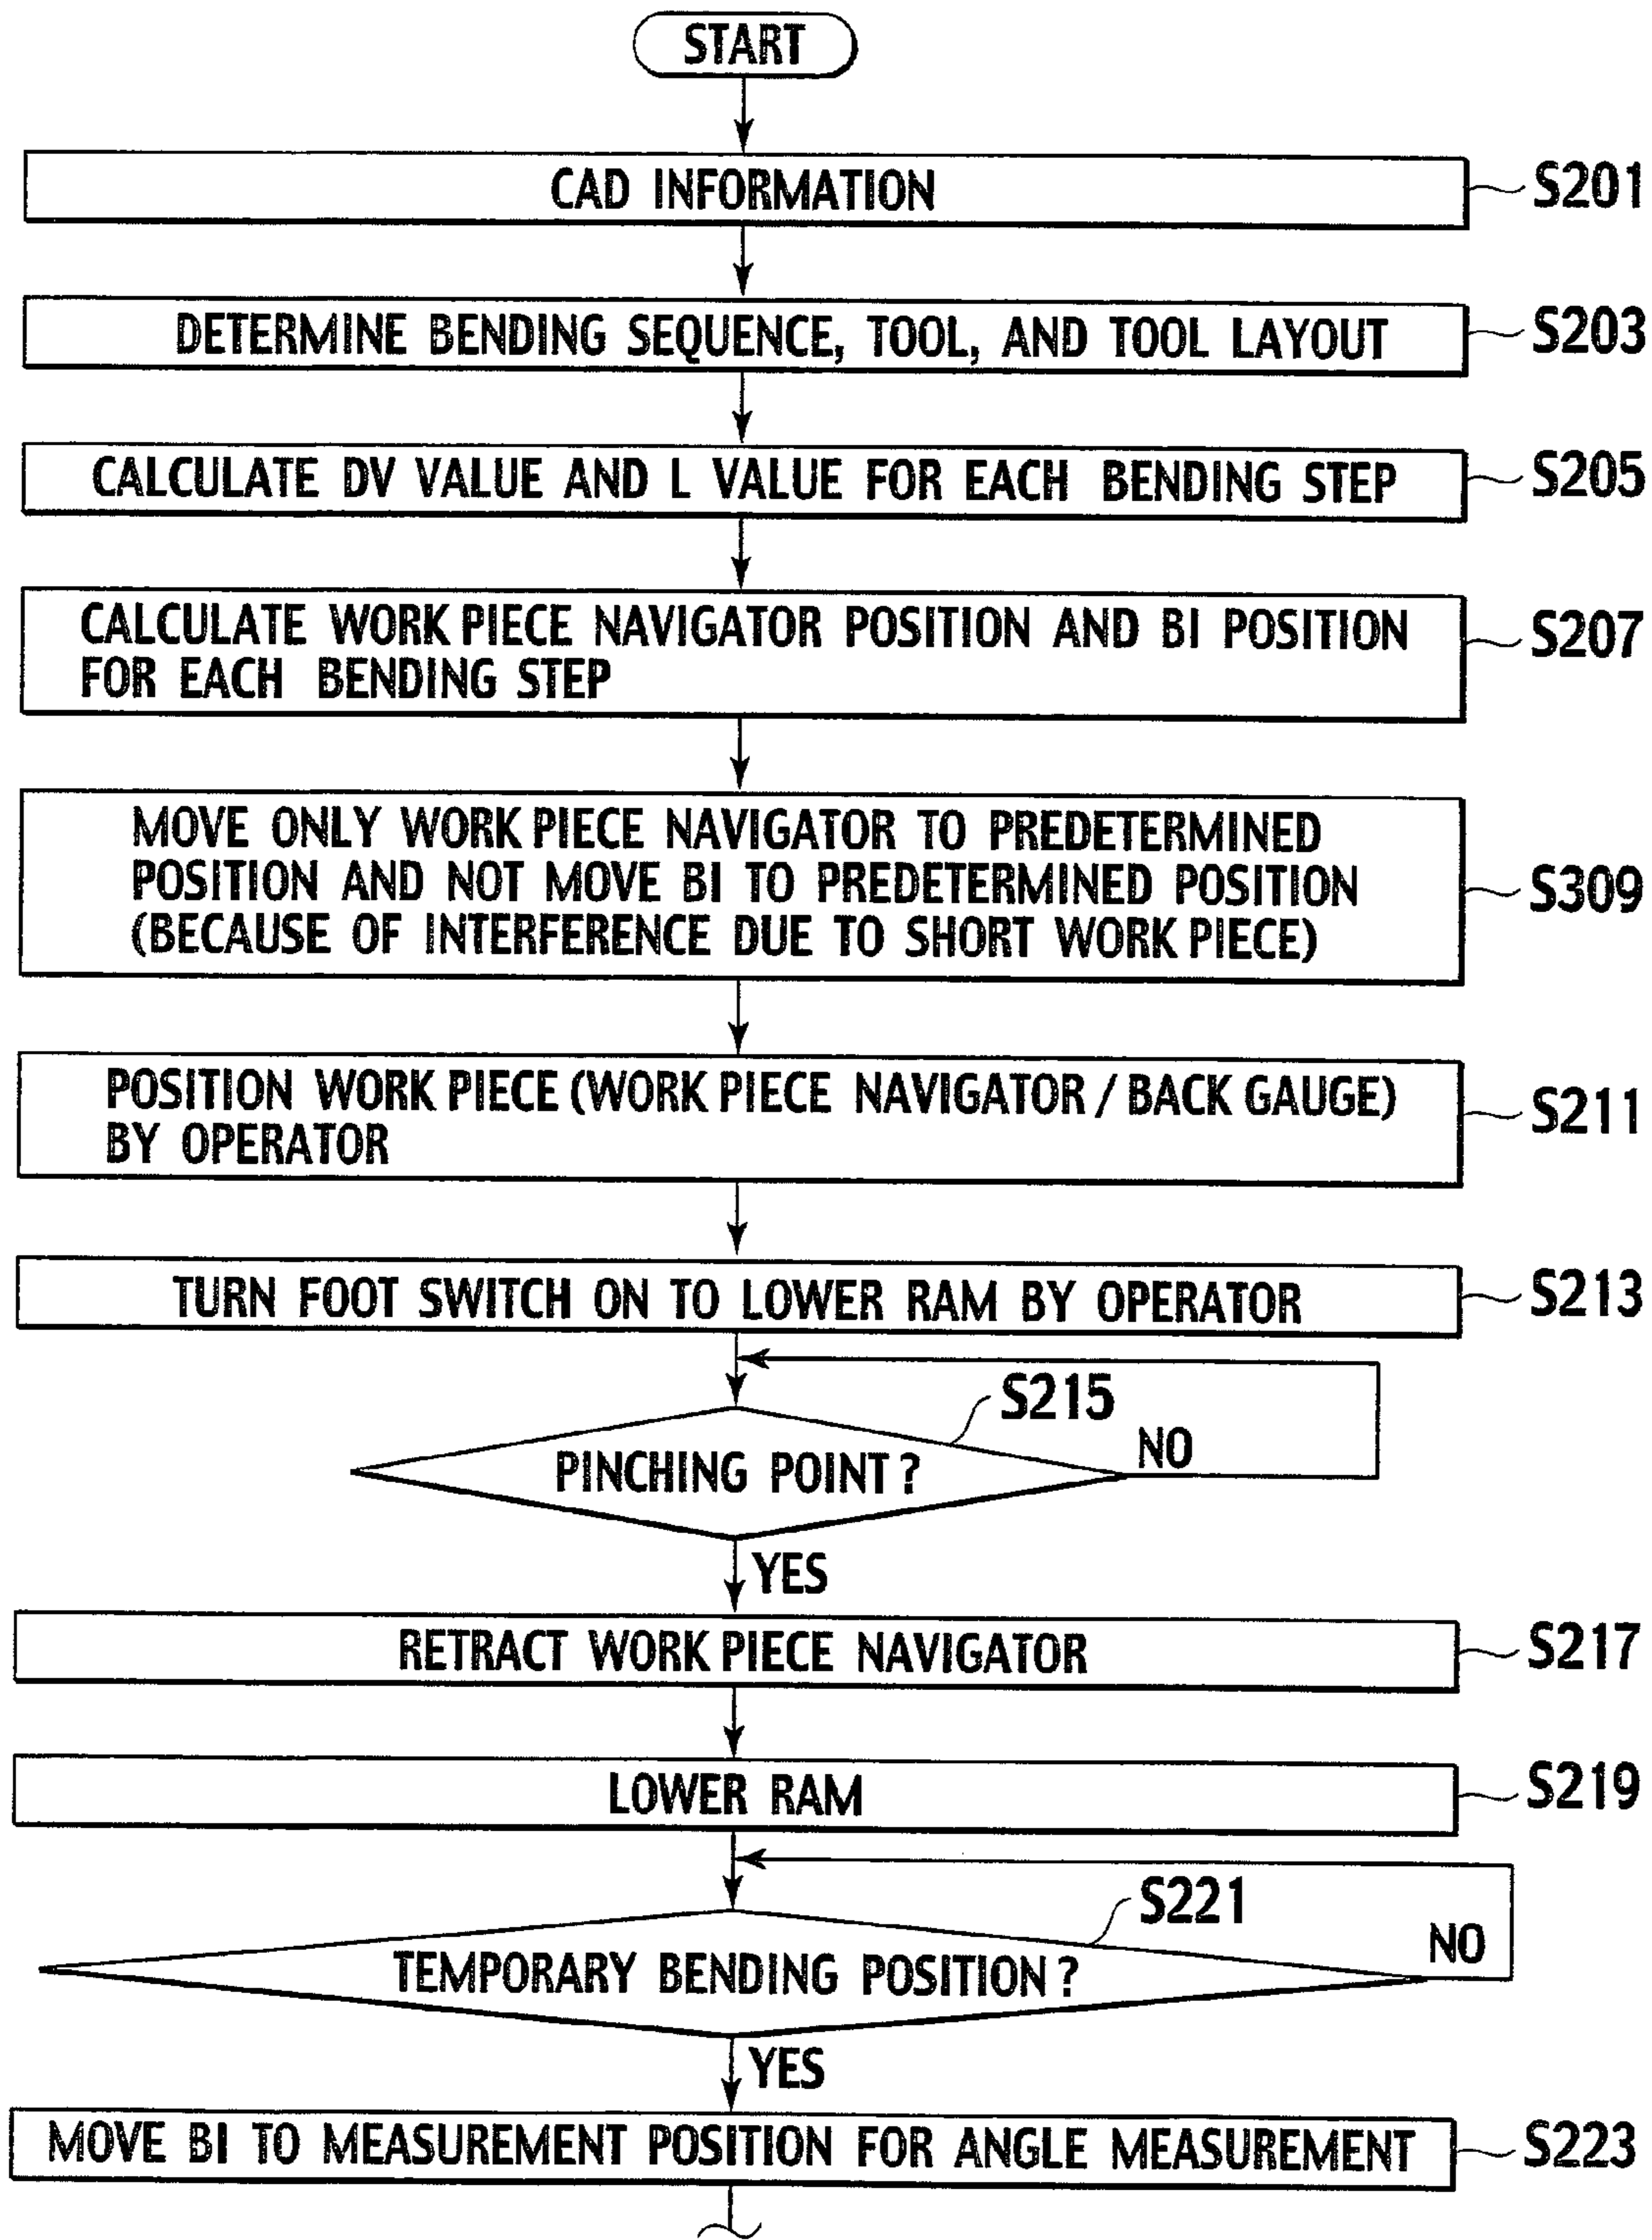 START
CAD INFORMATION
S201
DETERMINE BENDING SEQUENCE, TOOL, AND TOOL LAYOUT
S203
CALCULATE DV VALUE AND L VALUE FOR EACH BENDING STEP
S205
CALCULATE WORK PIECE NAVIGATOR POSITION AND BI POSITION
FOR EACH BENDING STEP
S207
MOVE ONLY WORK PIECE NAVIGATOR TO PREDETERMINED
POSITION AND NOT MOVE BI TO PREDETERMINED POSITION
(BECAUSE OF INTERFERENCE DUE TO SHORT WORK PIECE)
S309
POSITION WORK PIECE (WORK PIECE NAVIGATOR / BACK GAUGE)
BY OPERATOR
S211
TURN FOOT SWITCH ON TO LOWER RAM BY OPERATOR
S213
S215
PINCHING POINT?
NO
YES
RETRACT WORK PIECE NAVIGATOR
S217
LOWER RAM
S219
S221
TEMPORARY BENDING POSITION?
NO
YES
MOVE BI TO MEASUREMENT POSITION FOR ANGLE MEASUREMENT
S223